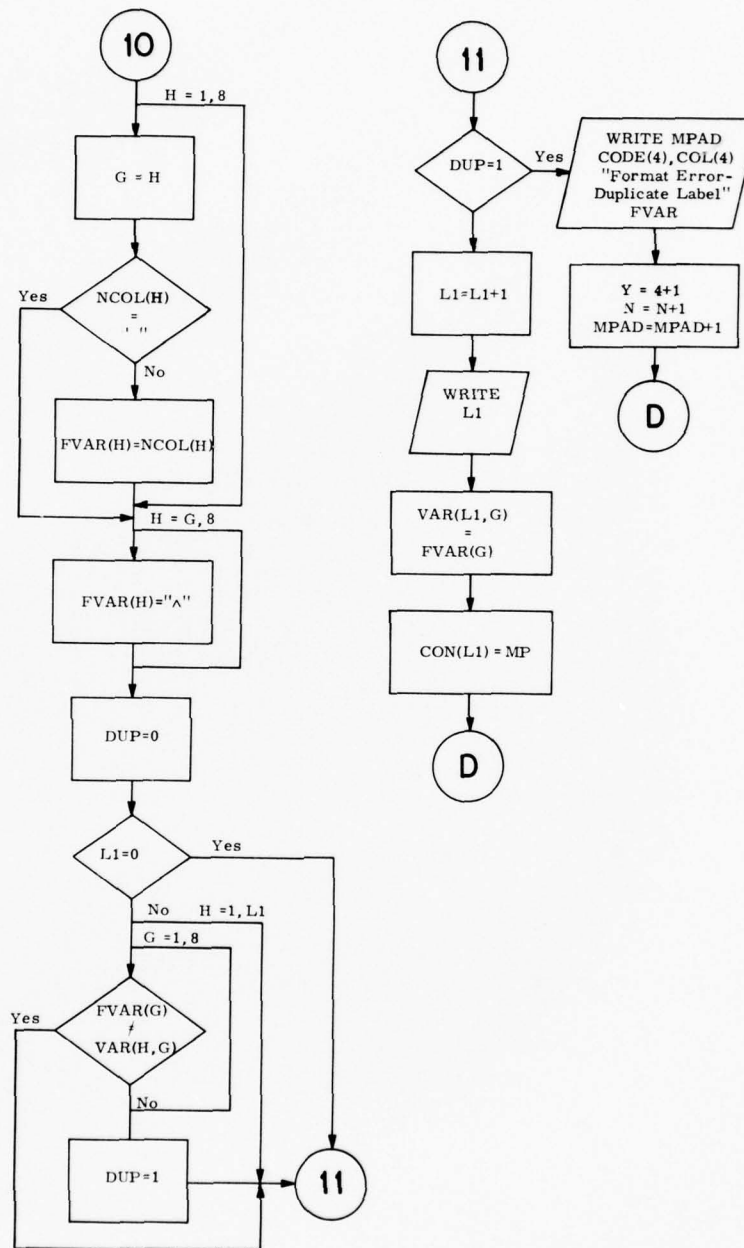 10
H = 1,8
G = H
Yes
NCOL(H)
=
' "
No
FVAR(H)=NCOL(H)
H = G,8
FVAR(H)="^"
DUP=0
L1=0
Yes
No H = 1, L1
G = 1,8
Yes
FVAR(G)
≠
VAR(H,G)
No
DUP=1
11
11
DUP=1
Yes
WRITE MPAD
CODE(4), COL(4)
"Format Error-
Duplicate Label"
FVAR
L1=L1+1
Y = 4+1
N = N+1
MPAD=MPAD+1
D
WRITE
L1
VAR(L1,G)
=
FVAR(G)
CON(L1) = MP
D